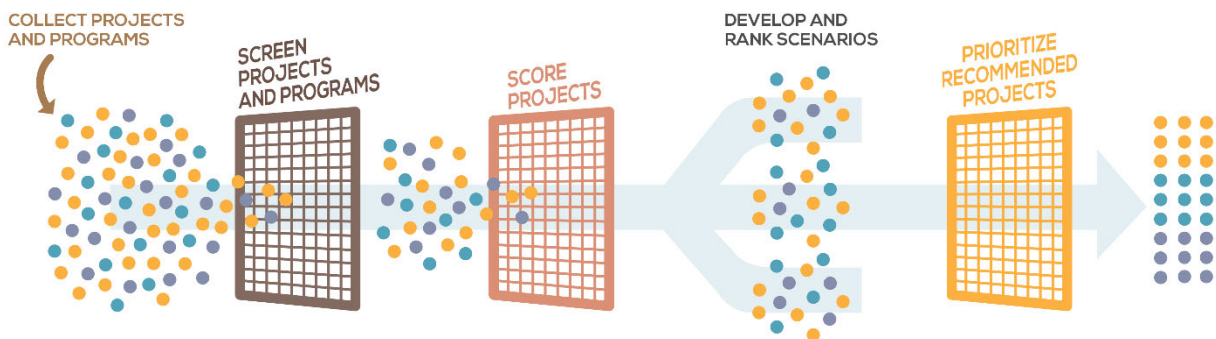 COLLECT PROJECTS
AND PROGRAMS
SCREEN
PROJECTS
AND PROGRAMS
SCORE
PROJECTS
DEVELOP AND
RANK SCENARIOS
PRIORITIZE
RECOMMENDED
PROJECTS